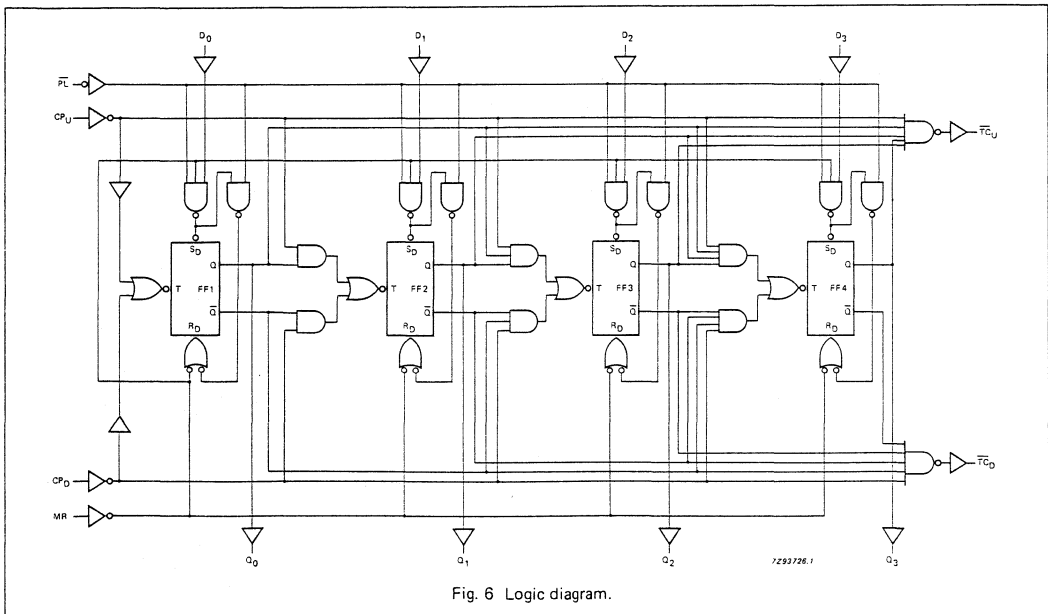 D0 D1 D2 D3
PL
CPU
TCU
SD SD SD SD
Q Q Q Q
T FF1 T FF2 T FF3 T FF4
Q Q Q Q
RD RD RD RD
CPD
TCD
MR
Q0 Q1 Q2 Q3
7Z93726.1
Fig. 6 Logic diagram.